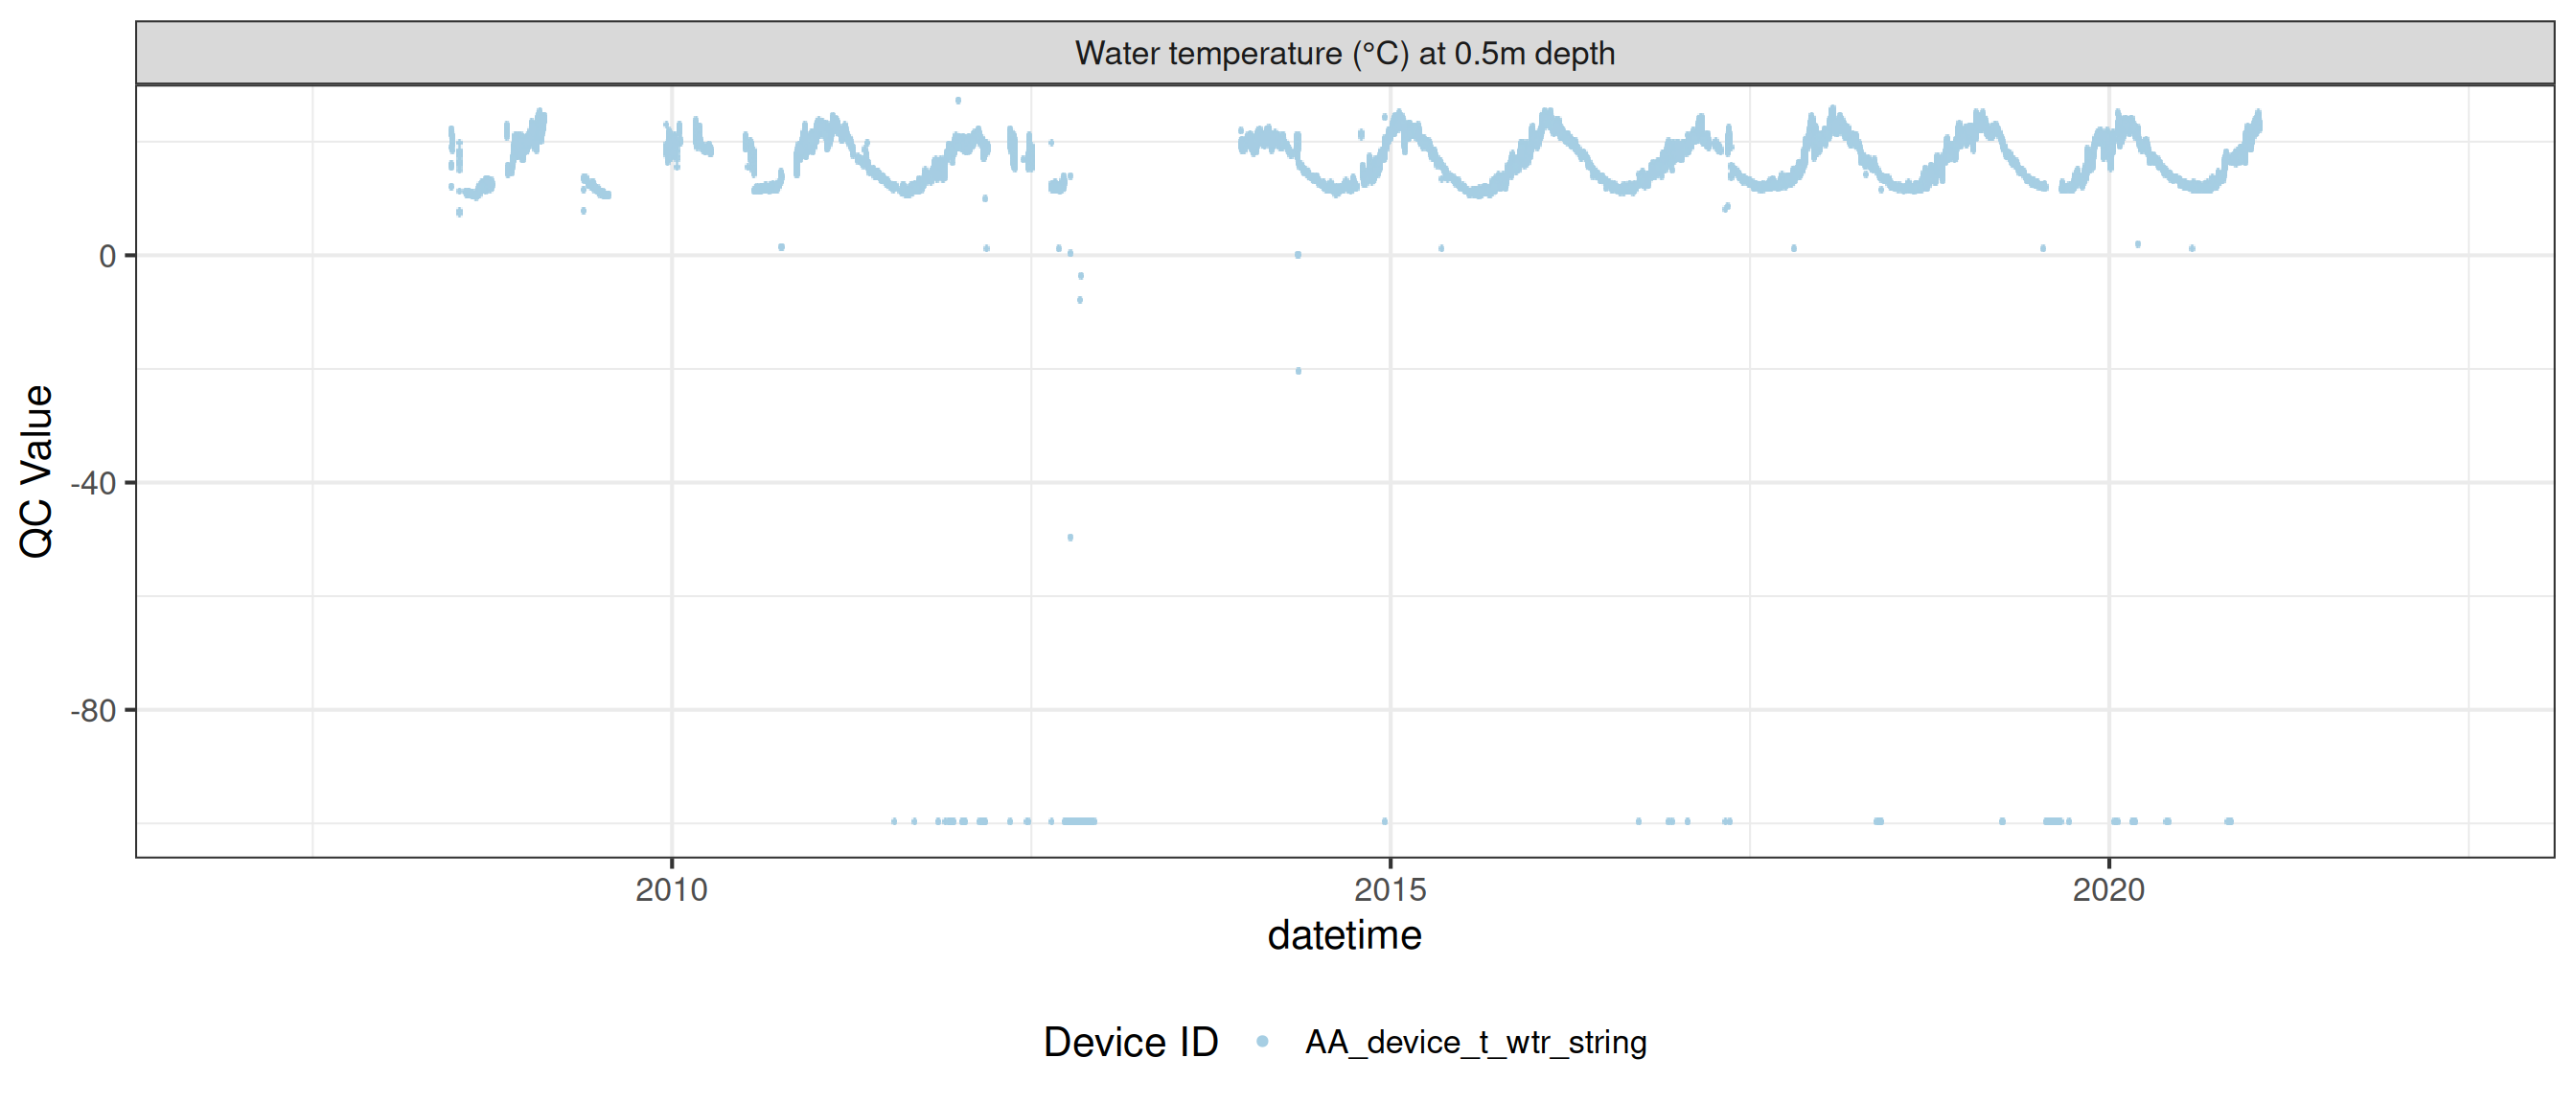 Water temperature (°C) at 0.5m depth
0
-40
-80
QC Value
2010 2015 2020
datetime
Device ID AA_device_t_wtr_string